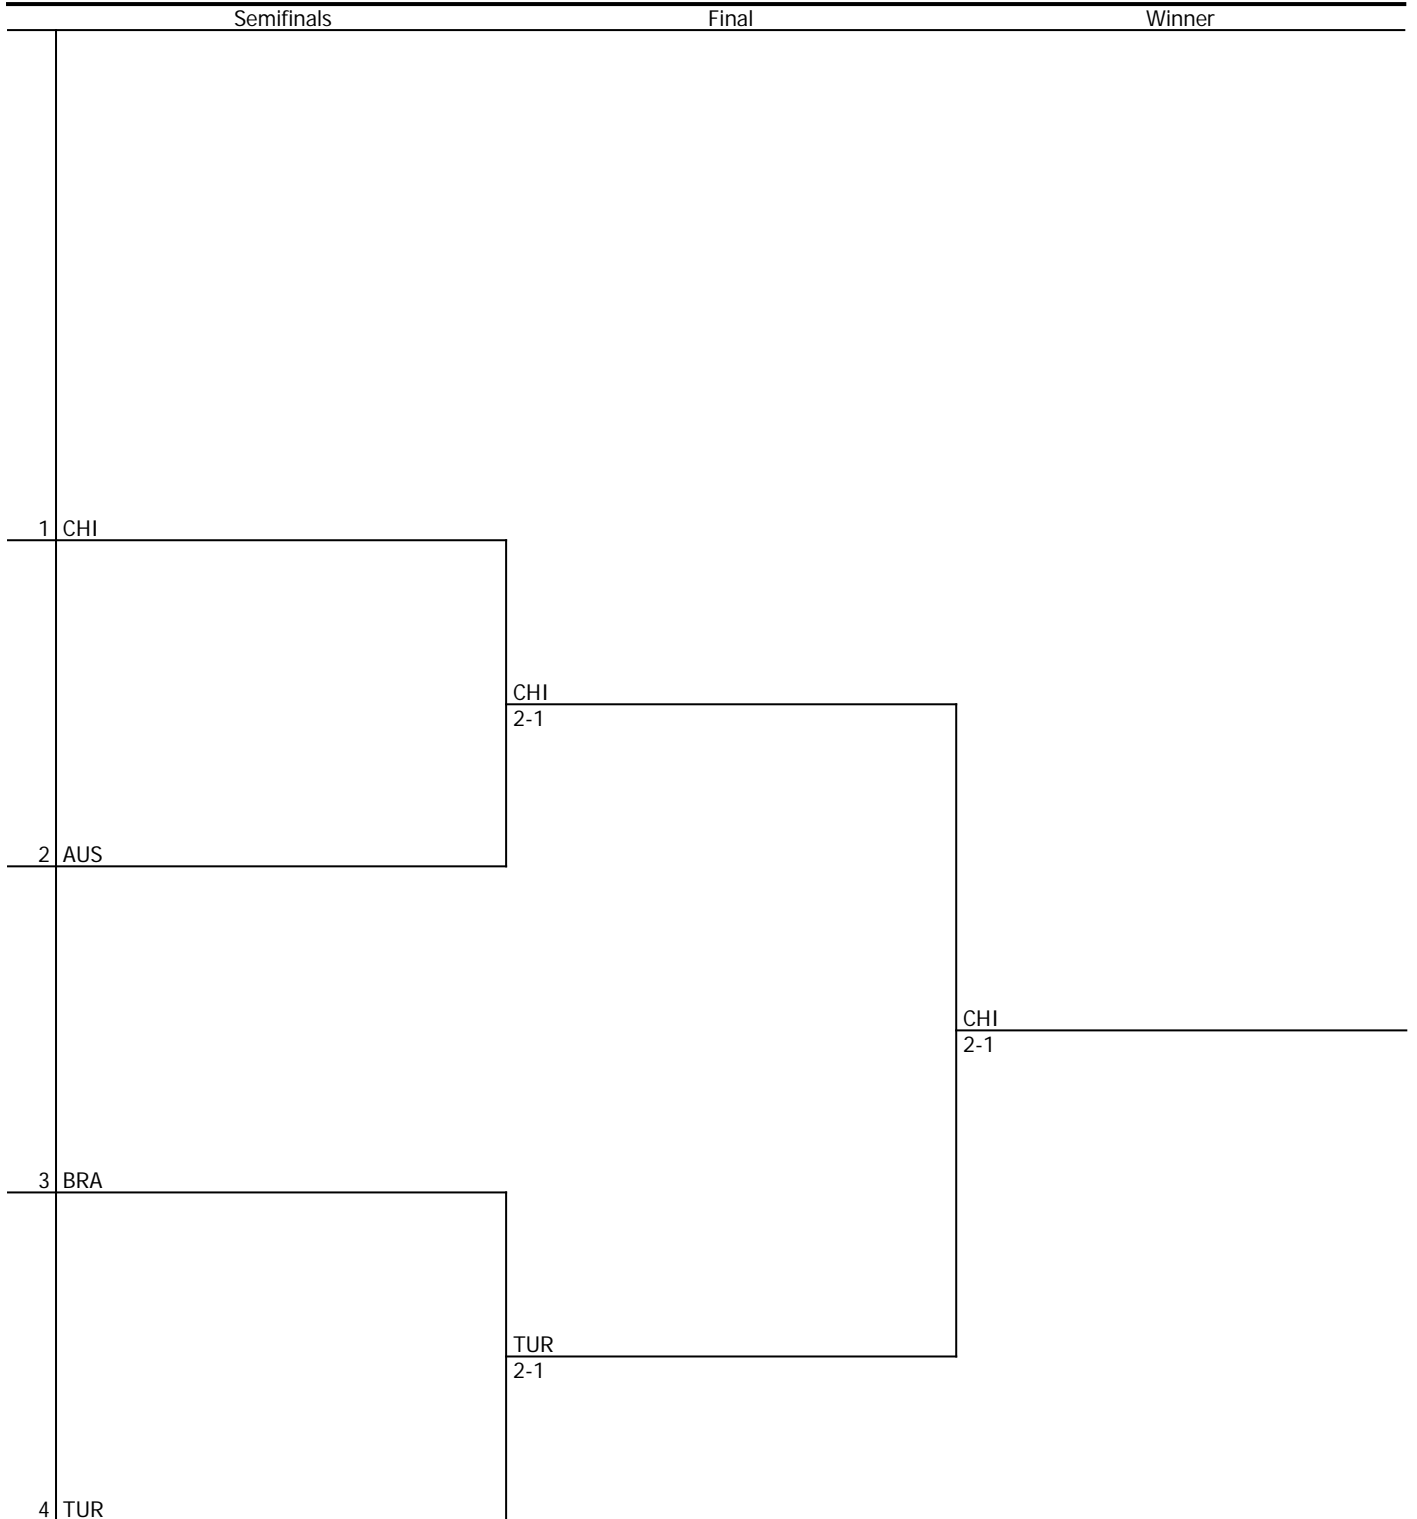 Semifinals Final Winner
1 CHI
CHI
2-1
2 AUS
CHI
2-1
3 BRA
TUR
2-1
4 TUR